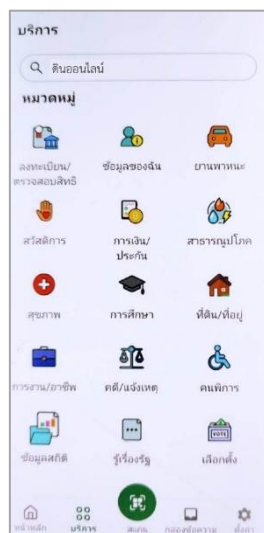 บริการ
ดินออนไลน์
หมวดหมู่
ลงทะเบียน/ ข้อมูลของฉัน ยานพาหนะ
ตรวจสอบสิทธิ
สวัสดิการ การเงิน/ สาธารณูปโภค
ประกัน
สุขภาพ การศึกษา ที่ดิน/ที่อยู่
การงาน/อาชีพ คดี/แจ้งเหตุ คนพิการ
ข้อมูลสถิติ รู้เรื่องรัฐ เลือกตั้ง
VOTE
หน้าหลัก บริการ สแกน กล่องข้อความ ตั้งค่า